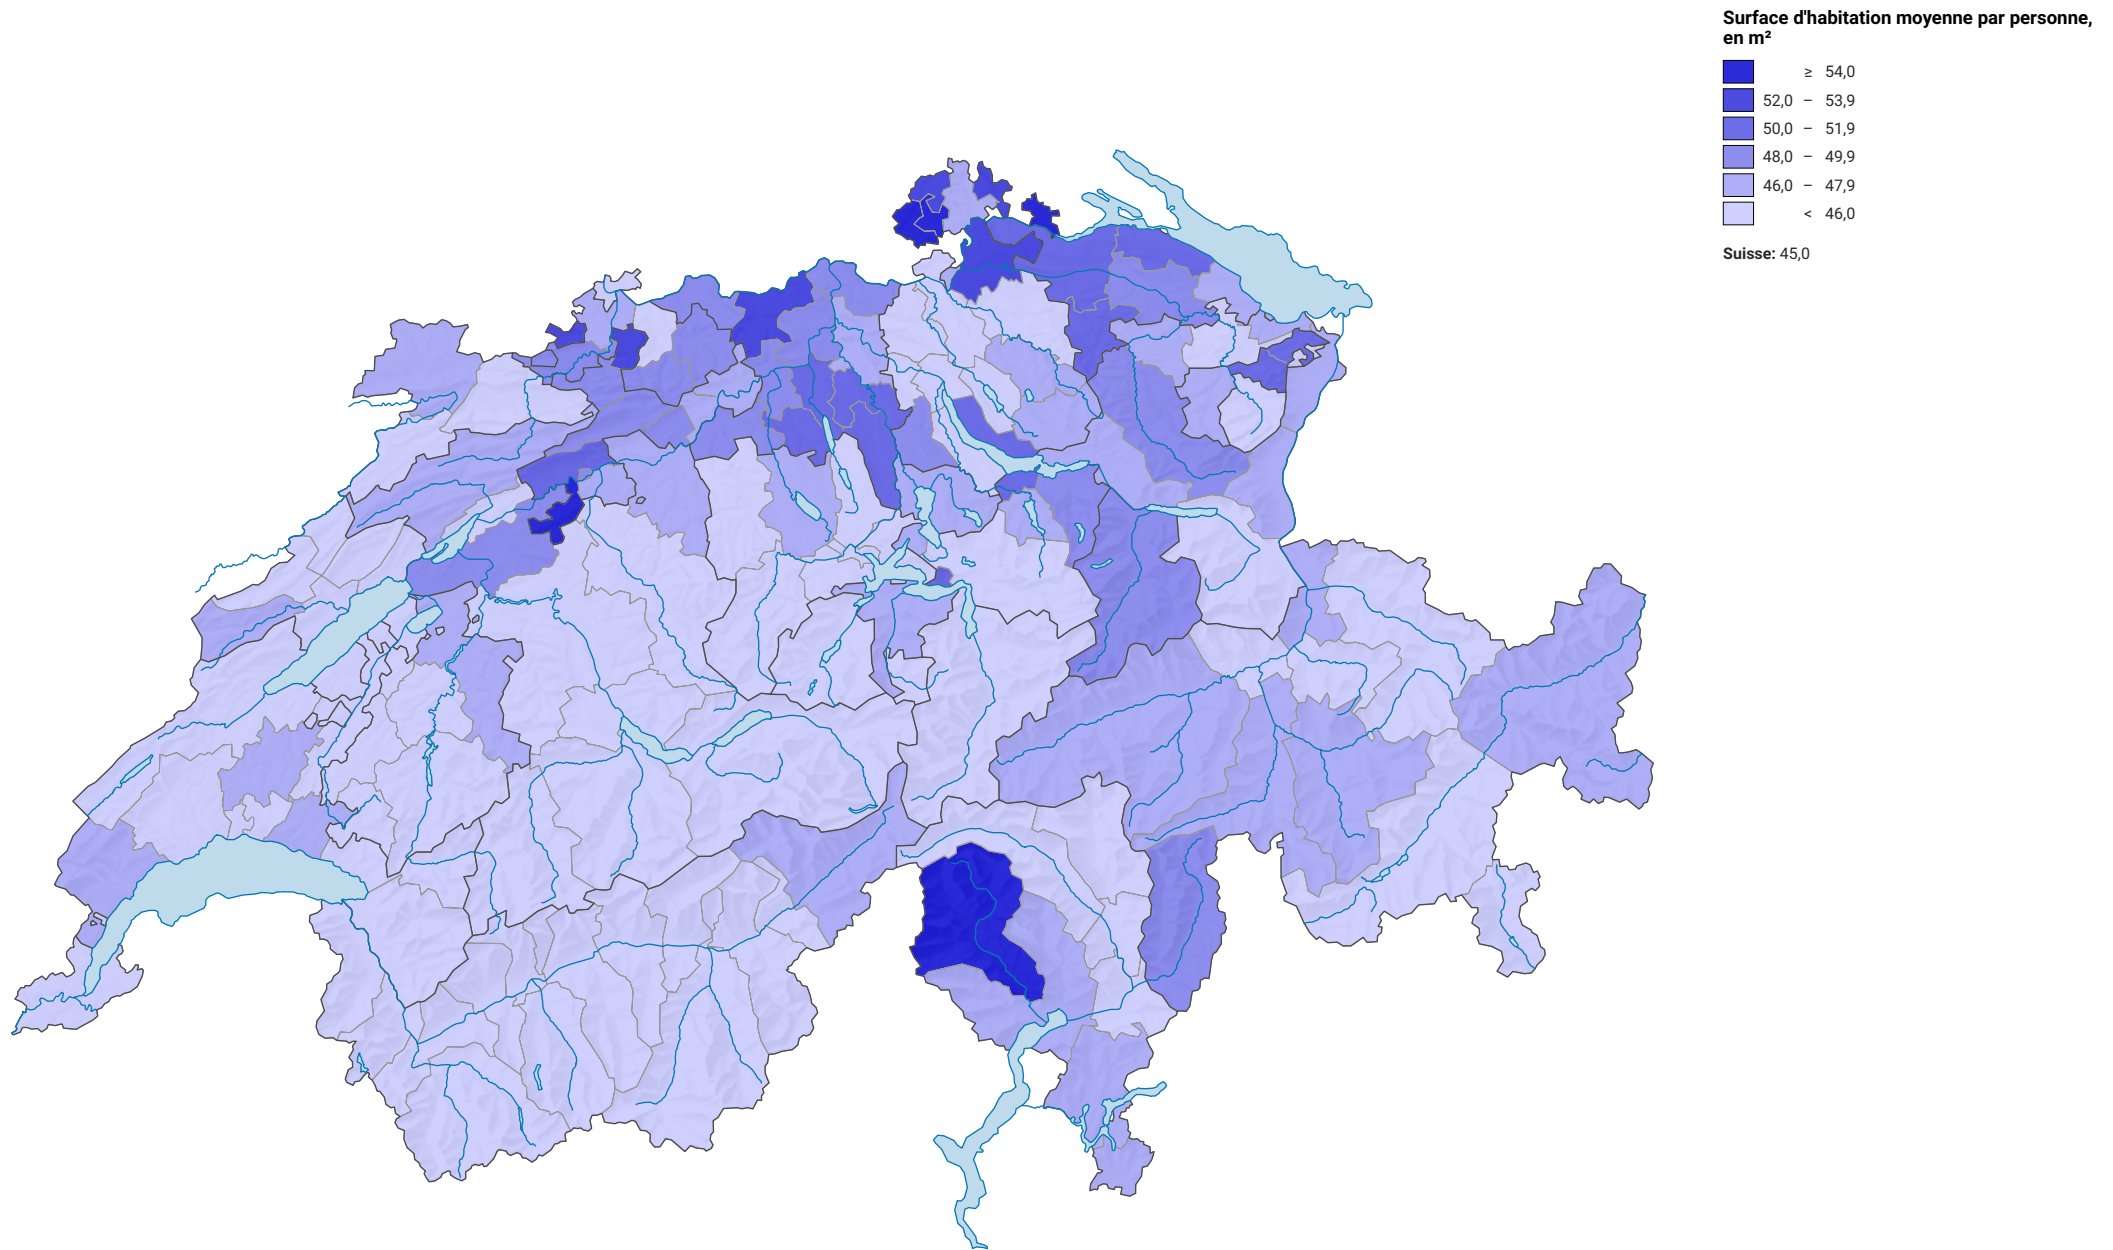 Surface d'habitation moyenne par personne,
en m²
≥ 54,0
52,0 – 53,9
50,0 – 51,9
48,0 – 49,9
46,0 – 47,9
< 46,0
Suisse: 45,0